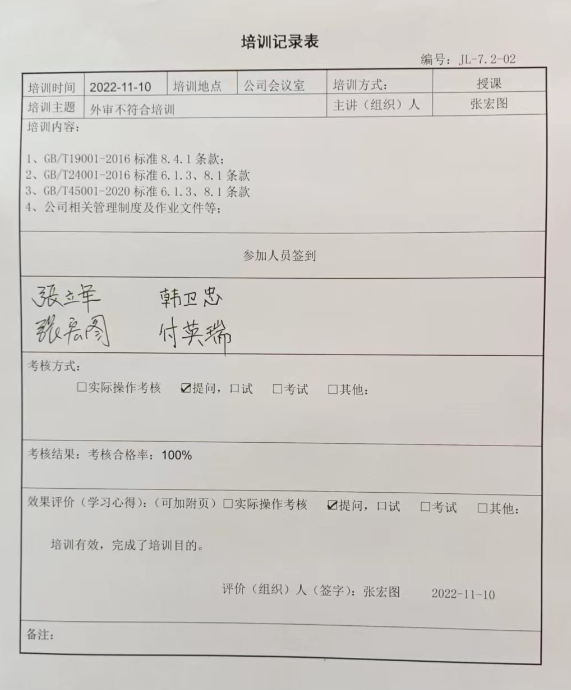 培训记录表
编号：JL-7.2-02
培训时间 2022-11-10 培训地点 公司会议室 培训方式： 授课
培训主题 外审不符合培训 主讲（组织）人 张宏图
培训内容：
1、GB/T19001-2016 标准 8.4.1 条款；
2、GB/T24001-2016 标准 6.1.3、8.1 条款
3、GB/T45001-2020 标准 6.1.3、8.1 条款
4、公司相关管理制度及作业文件等；
参加人员签到
張立军 韩卫忠
張宏图 付英瑞
考核方式：
☐实际操作考核 ☑提问，口试 ☐考试 ☐其他：
考核结果：考核合格率：100%
效果评价（学习心得）：（可加附页）☐实际操作考核 ☑提问，口试 ☐考试 ☐其他：
培训有效，完成了培训目的。
评价（组织）人（签字）：张宏图 2022-11-10
备注：